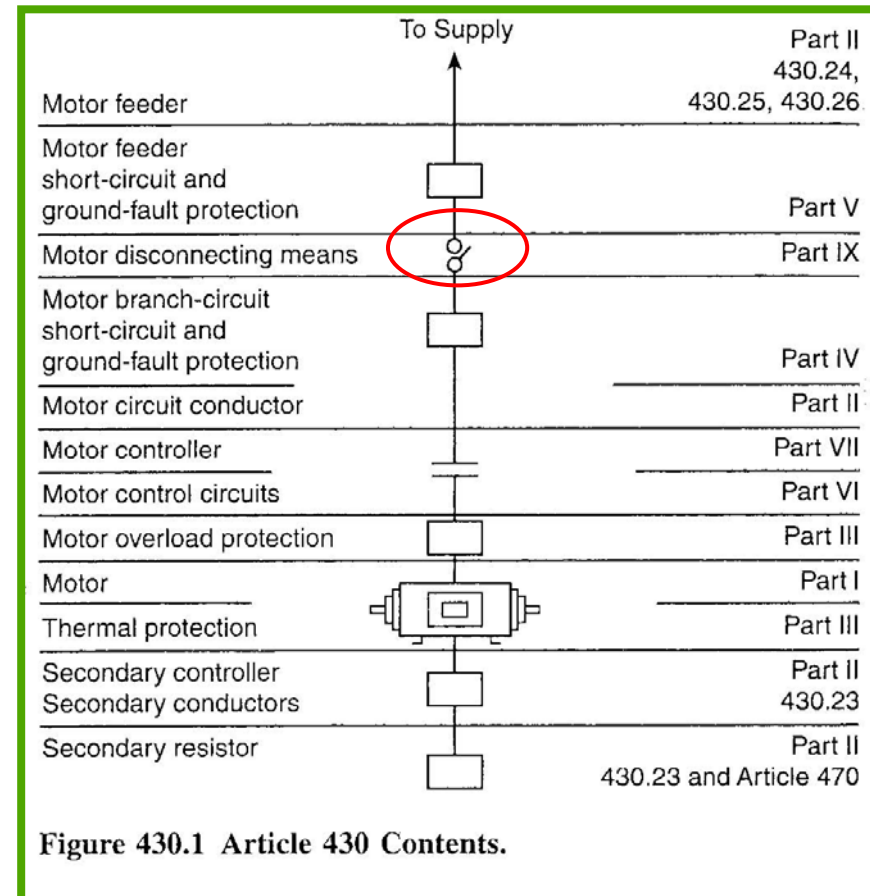 To Supply
Part II
430.24,
Motor feeder 430.25, 430.26
Motor feeder
short-circuit and
ground-fault protection Part V
Motor disconnecting means Part IX
Motor branch-circuit
short-circuit and
ground-fault protection Part IV
Motor circuit conductor Part II
Motor controller Part VII
Motor control circuits Part VI
Motor overload protection Part III
Motor Part I
Thermal protection Part III
Secondary controller Part II
Secondary conductors 430.23
Secondary resistor Part II
430.23 and Article 470
Figure 430.1 Article 430 Contents.